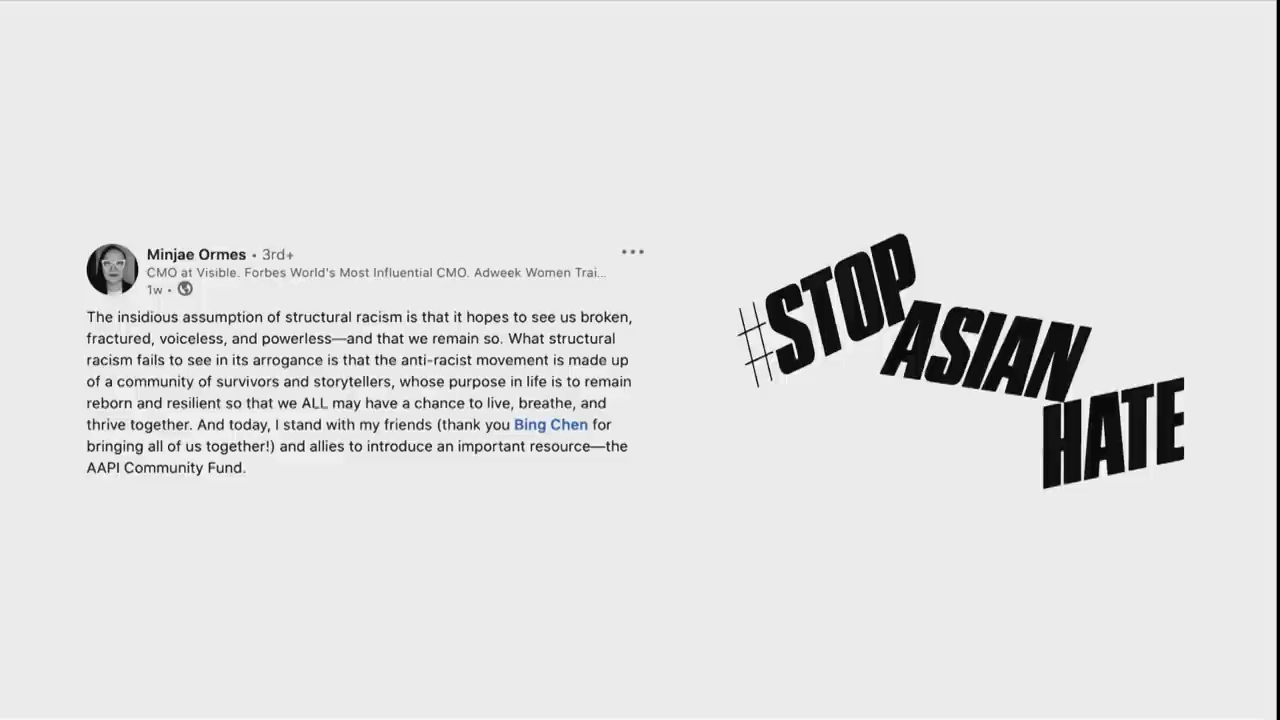 Minjae Ormes • 3rd+
CMO at Visible. Forbes World's Most Influential CMO. Adweek Women Trai...
1w •
The insidious assumption of structural racism is that it hopes to see us broken,
fractured, voiceless, and powerless—and that we remain so. What structural
racism fails to see in its arrogance is that the anti-racist movement is made up
of a community of survivors and storytellers, whose purpose in life is to remain
reborn and resilient so that we ALL may have a chance to live, breathe, and
thrive together. And today, I stand with my friends (thank you Bing Chen for
bringing all of us together!) and allies to introduce an important resource—the
AAPI Community Fund.
#STOP
ASIAN
HATE